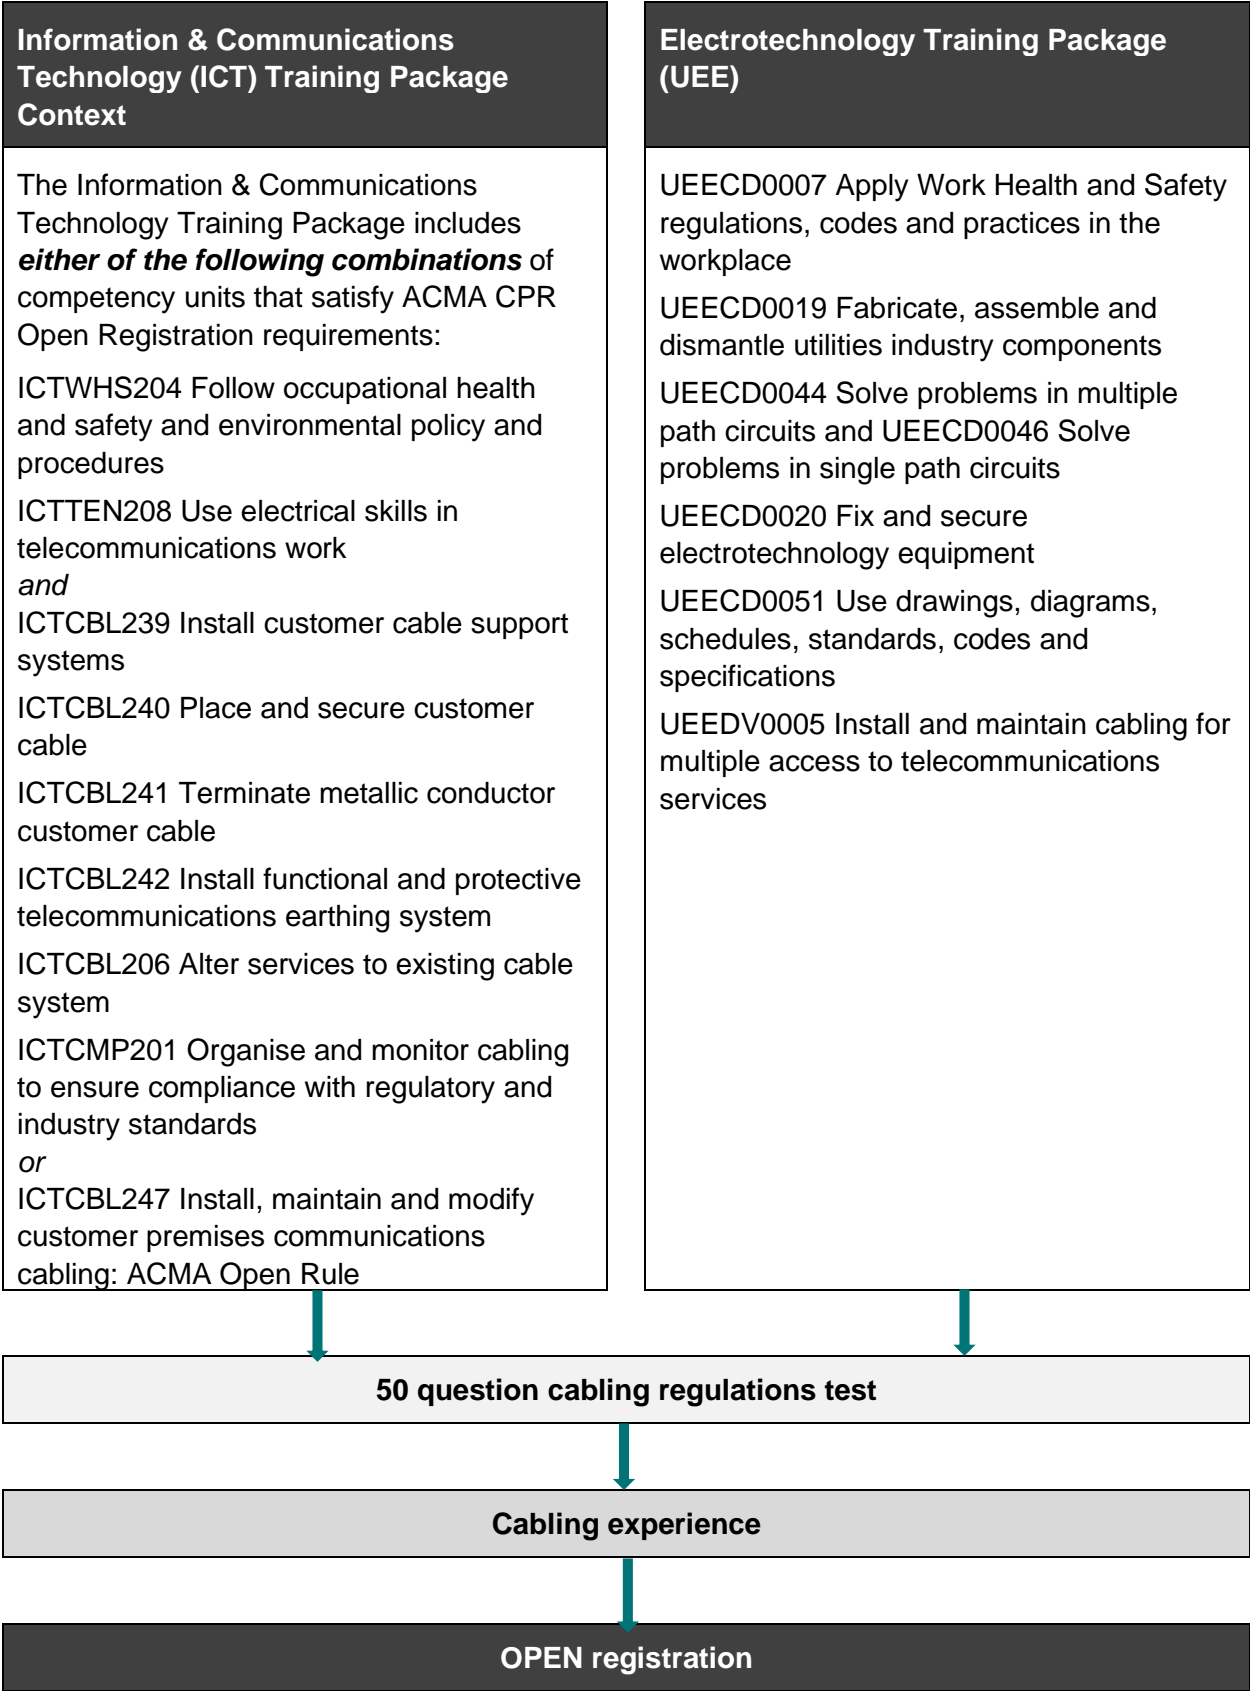 Information & Communications
Technology (ICT) Training Package
Context
The Information & Communications
Technology Training Package includes
either of the following combinations of
competency units that satisfy ACMA CPR
Open Registration requirements:
ICTWHS204 Follow occupational health
and safety and environmental policy and
procedures
ICTTEN208 Use electrical skills in
telecommunications work
and
ICTCBL239 Install customer cable support
systems
ICTCBL240 Place and secure customer
cable
ICTCBL241 Terminate metallic conductor
customer cable
ICTCBL242 Install functional and protective
telecommunications earthing system
ICTCBL206 Alter services to existing cable
system
ICTCMP201 Organise and monitor cabling
to ensure compliance with regulatory and
industry standards
or
ICTCBL247 Install, maintain and modify
customer premises communications
cabling: ACMA Open Rule
Electrotechnology Training Package
(UEE)
UEECD0007 Apply Work Health and Safety
regulations, codes and practices in the
workplace
UEECD0019 Fabricate, assemble and
dismantle utilities industry components
UEECD0044 Solve problems in multiple
path circuits and UEECD0046 Solve
problems in single path circuits
UEECD0020 Fix and secure
electrotechnology equipment
UEECD0051 Use drawings, diagrams,
schedules, standards, codes and
specifications
UEEDV0005 Install and maintain cabling for
multiple access to telecommunications
services
50 question cabling regulations test
Cabling experience
OPEN registration